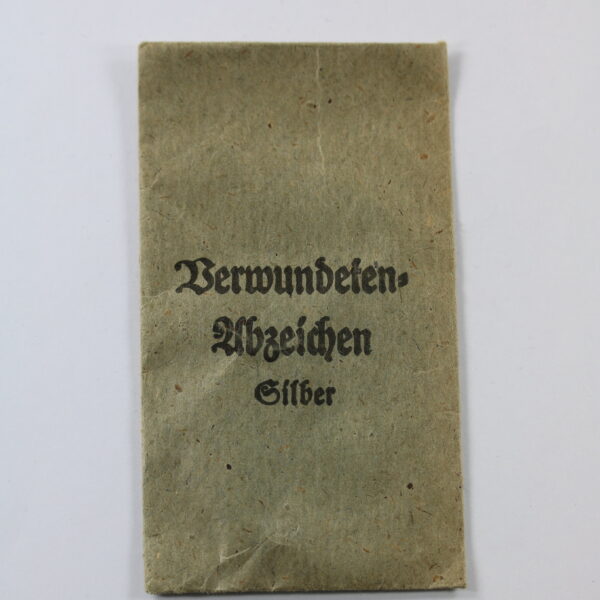 Verwundeten-
Abzeichen
Silber